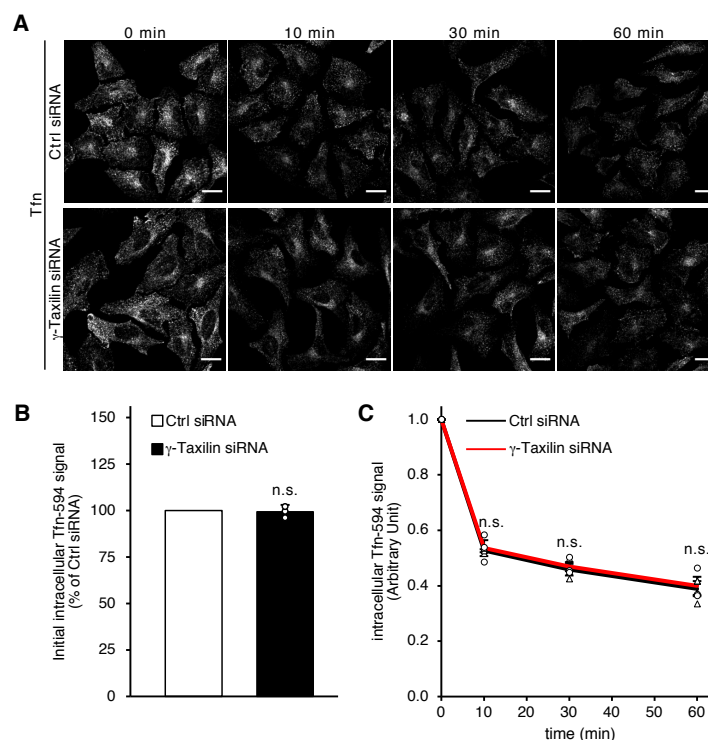 A
0 min
10 min
30 min
60 min
Tfn
Ctrl siRNA
γ-Taxilin siRNA
B
Initial intracellular Tfn-594 signal
(% of Ctrl siRNA)
150
125
100
75
50
25
0
Ctrl siRNA
γ-Taxilin siRNA
n.s.
C
intracellular Tfn-594 signal
(Arbitrary Unit)
1.0
0.8
0.6
0.4
0.2
0.0
Ctrl siRNA
γ-Taxilin siRNA
n.s.
n.s.
n.s.
0 10 20 30 40 50 60
time (min)